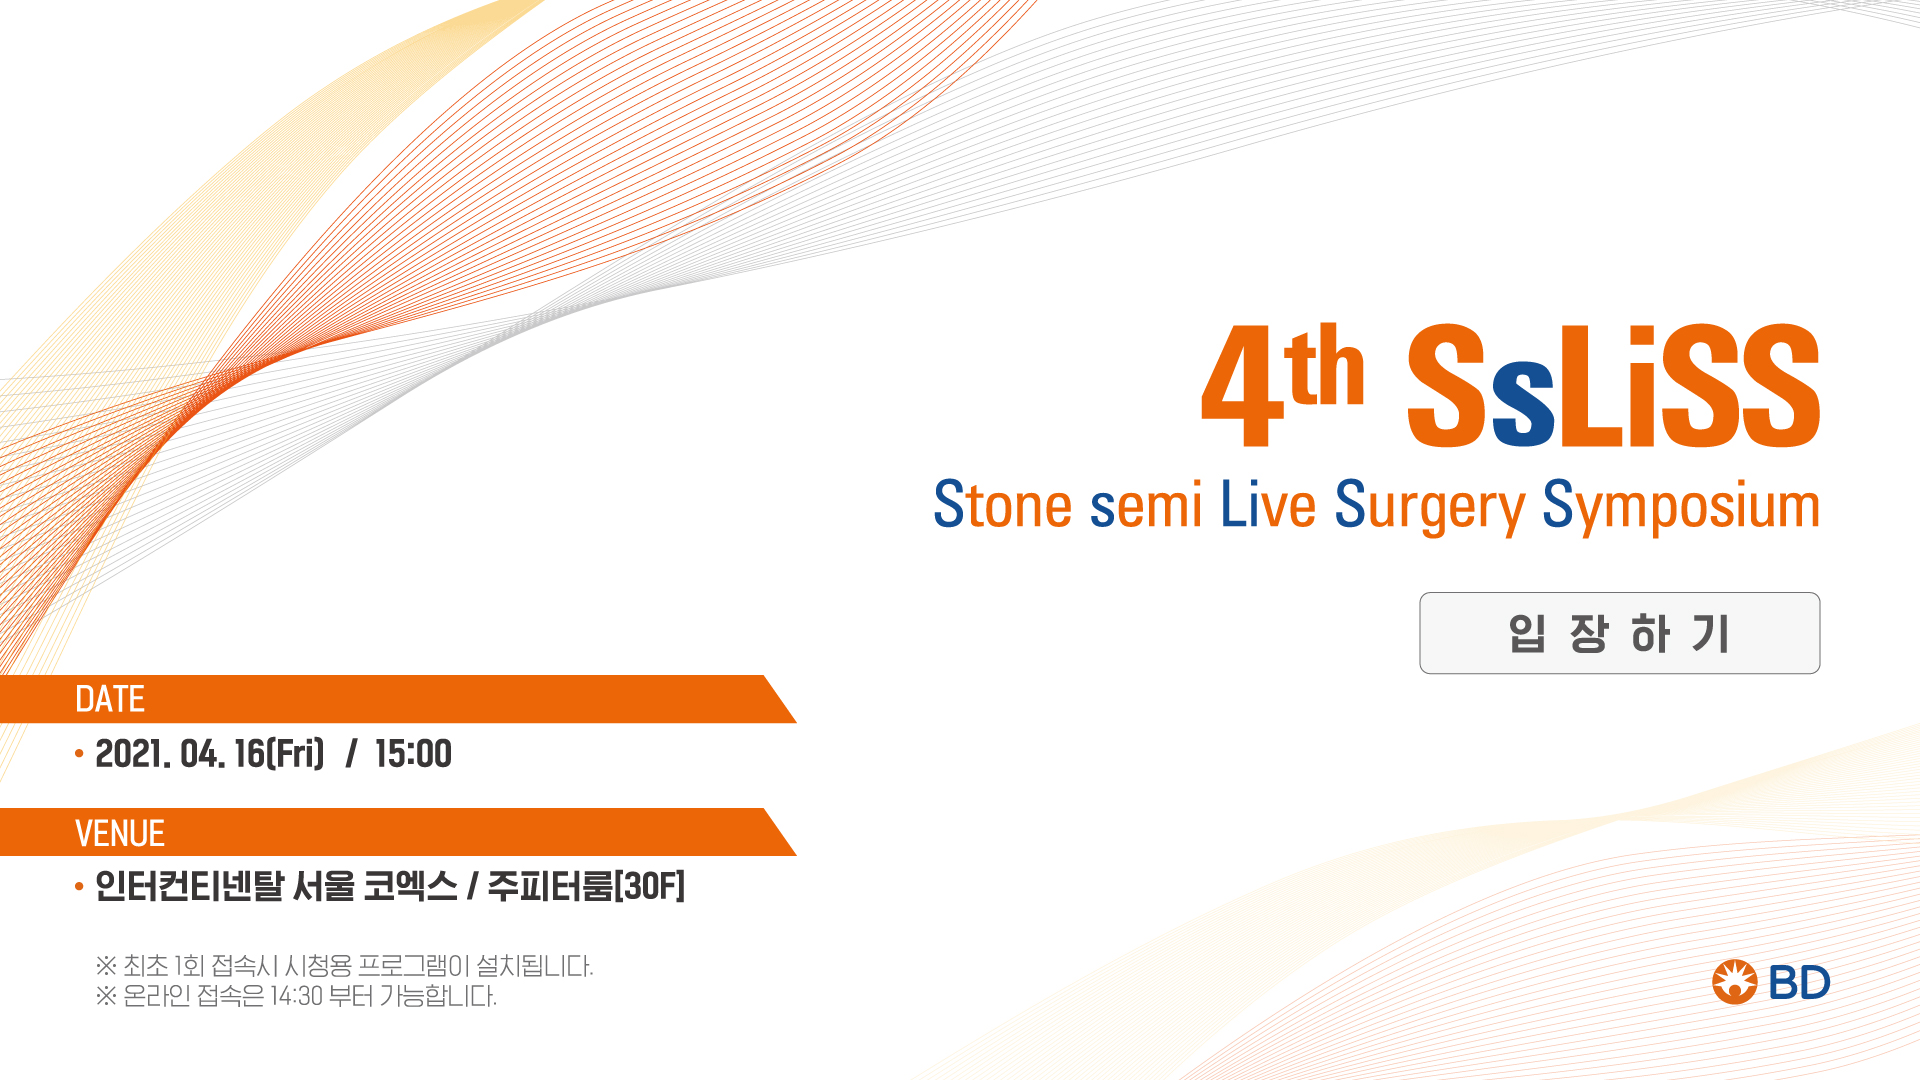 4th SsLiSS
Stone semi Live Surgery Symposium
입장하기
DATE
• 2021. 04. 16(Fri) / 15:00
VENUE
• 인터컨티넨탈 서울 코엑스 / 주피터룸[30F]
※ 최초 1회 접속시 시청용 프로그램이 설치됩니다.
※ 온라인 접속은 14:30 부터 가능합니다.
BD